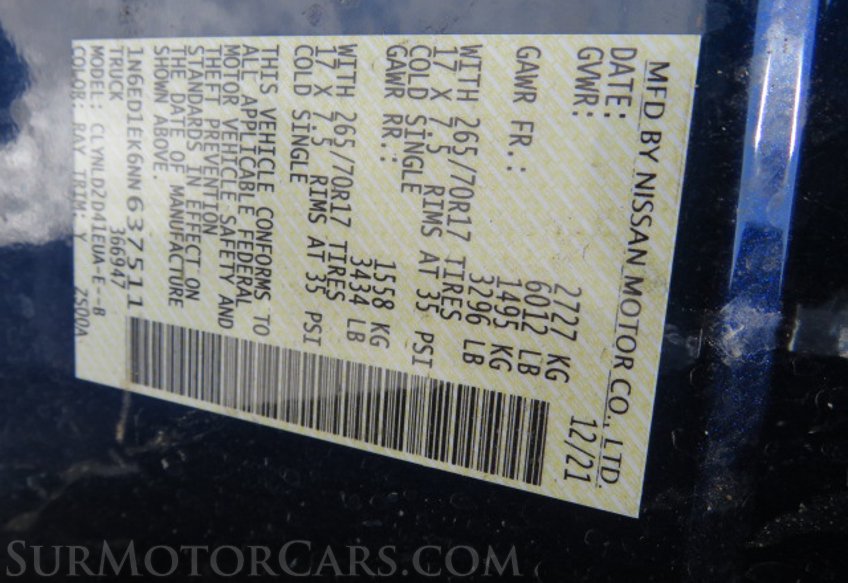 MFD BY NISSAN MOTOR CO., LTD.
DATE: 12/21
GVWR: 2727 KG
6012 LB
GAWR FR.: 1495 KG
3296 LB
WITH 265/70R17 TIRES
17 X 7.5 RIMS AT 35 PSI
COLD SINGLE
GAWR RR.: 1558 KG
3434 LB
WITH 265/70R17 TIRES
17 X 7.5 RIMS AT 35 PSI
COLD SINGLE
THIS VEHICLE CONFORMS TO
ALL APPLICABLE FEDERAL
MOTOR VEHICLE SAFETY AND
THEFT PREVENTION
STANDARDS IN EFFECT ON
THE DATE OF MANUFACTURE
SHOWN ABOVE.
1N6ED1EK6NN637511
TRUCK 366947
MODEL: CLYNLDZD41EUA-E--B
COLOR: RAY TRIM: Y ZS00A
SURMOTORCARS.COM